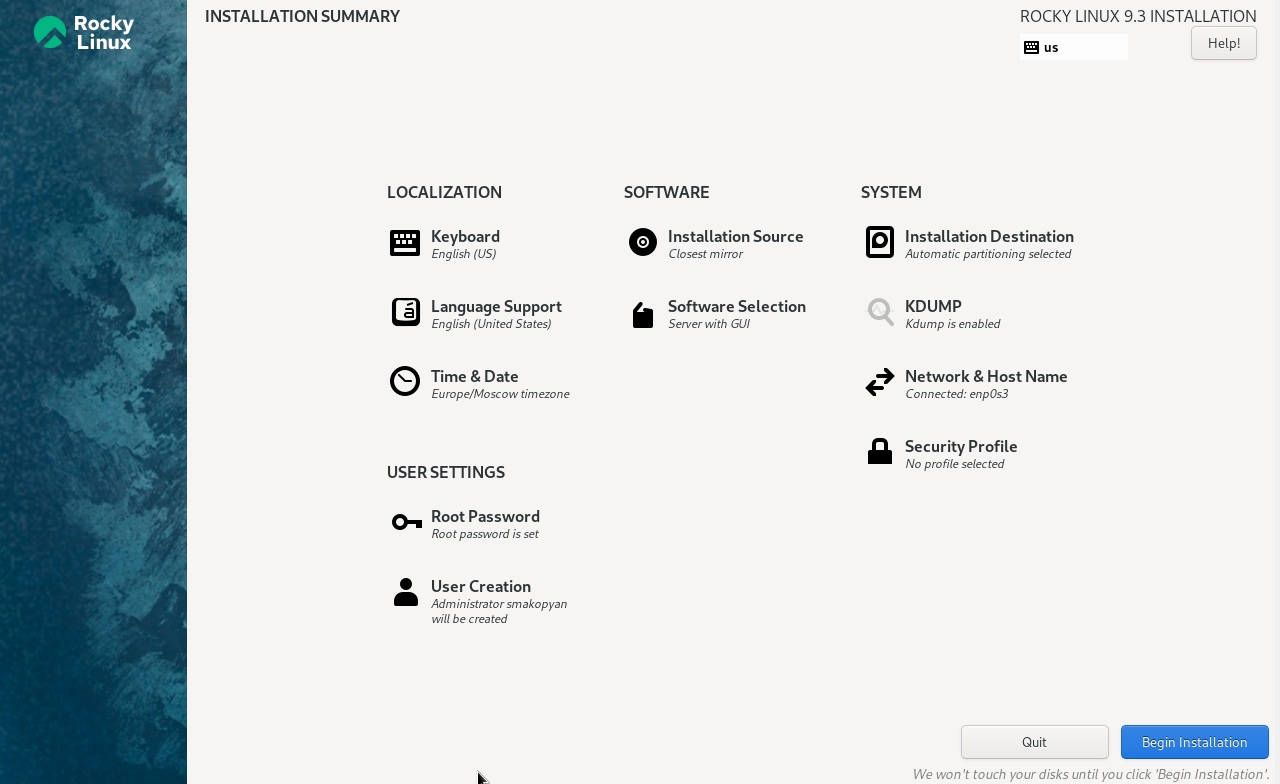 Rocky
Linux
INSTALLATION SUMMARY
ROCKY LINUX 9.3 INSTALLATION
us
Help!
LOCALIZATION
Keyboard
English (US)
Language Support
English (United States)
Time & Date
Europe/Moscow timezone
SOFTWARE
Installation Source
Closest mirror
Software Selection
Server with GUI
SYSTEM
Installation Destination
Automatic partitioning selected
KDUMP
Kdump is enabled
Network & Host Name
Connected: enp0s3
Security Profile
No profile selected
USER SETTINGS
Root Password
Root password is set
User Creation
Administrator smakopyan
will be created
Quit
Begin Installation
We won't touch your disks until you click 'Begin Installation'.